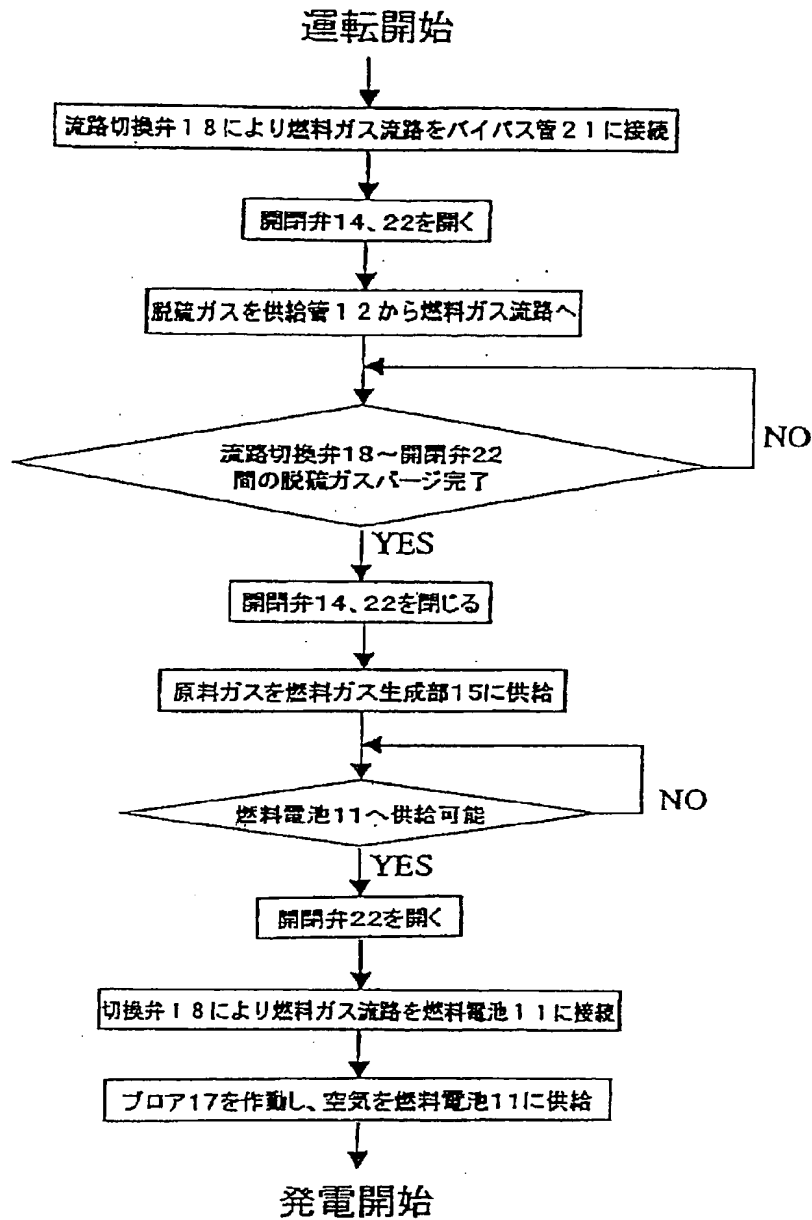 運転開始
流路切換弁18により燃料ガス流路をバイパス管21に接続
開閉弁14、22を開く
脱硫ガスを供給管12から燃料ガス流路へ
NO
流路切換弁18～開閉弁22
間の脱硫ガスパージ完了
YES
開閉弁14、22を閉じる
原料ガスを燃料ガス生成部15に供給
燃料電池11へ供給可能
NO
YES
開閉弁22を開く
切換弁18により燃料ガス流路を燃料電池11に接続
ブロア17を作動し、空気を燃料電池11に供給
発電開始